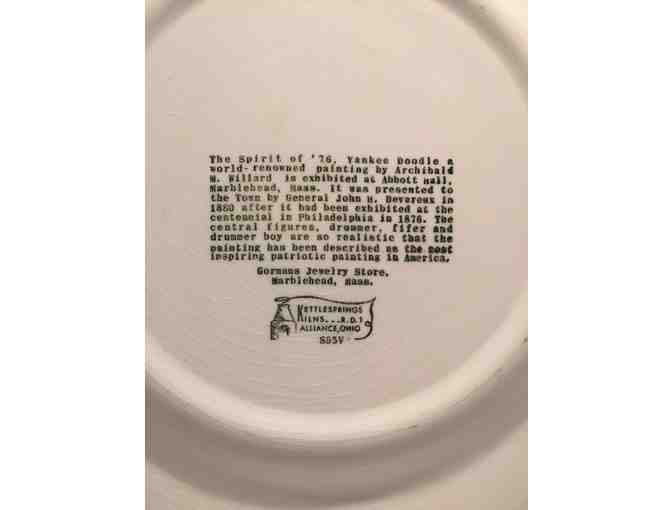 The Spirit of '76, Yankee Doodle a
world-renowned painting by Archibald
M. Willard is exhibited at Abbott Hall,
Marblehead, Mass. It was presented to
the Town by General John H. Devereux in
1880 after it had been exhibited at the
centennial in Philadelphia in 1876. The
central figures, drummer, fifer and
drummer boy are so realistic that the
painting has been described as the most
inspiring patriotic painting in America.
Gormans Jewelry Store.
Marblehead, Mass.
KETTLESPRINGS
KILNS...R.D.1
ALLIANCE,OHIO
S85V